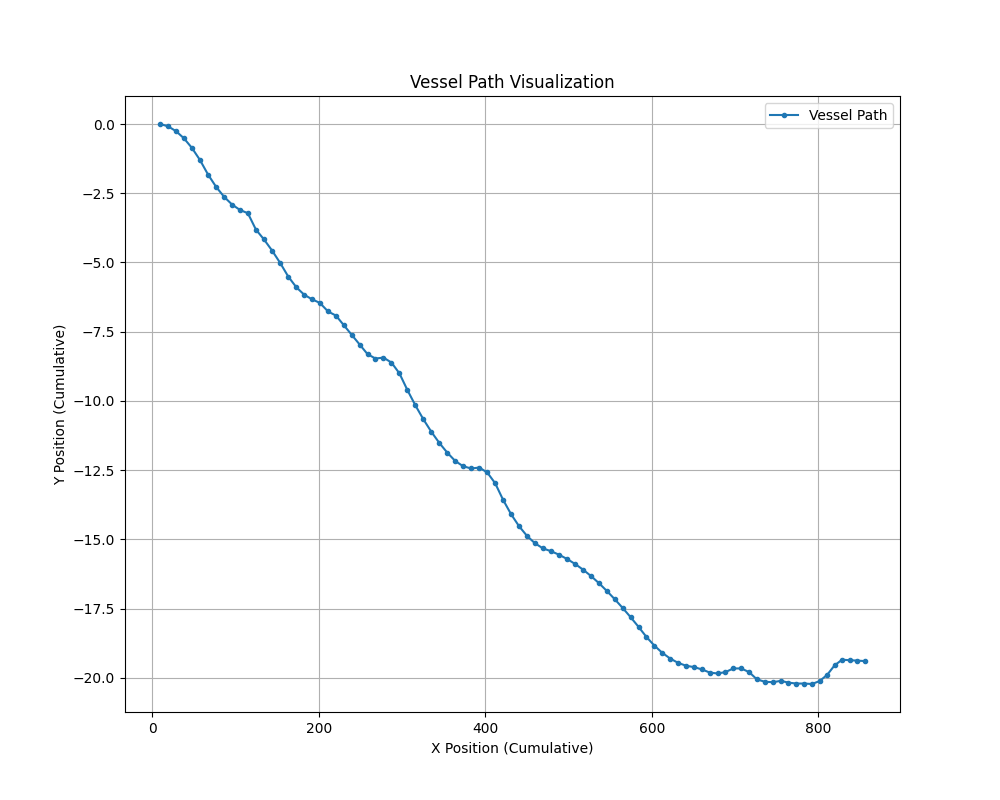 Vessel Path Visualization
Vessel Path
0.0
−2.5
−5.0
−7.5
−10.0
−12.5
−15.0
−17.5
−20.0
Y Position (Cumulative)
0 200 400 600 800
X Position (Cumulative)